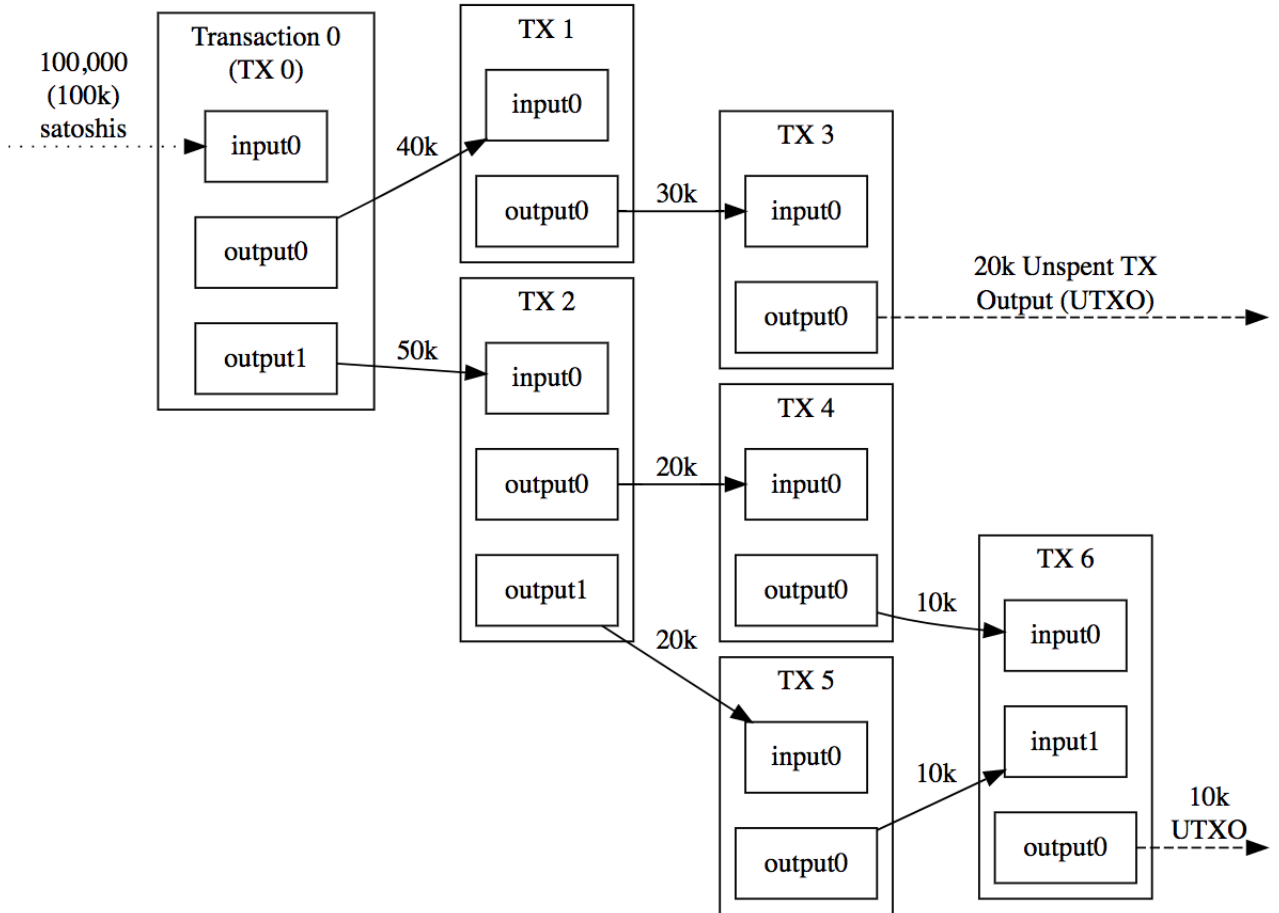 100,000
(100k)
satoshis
Transaction 0
(TX 0)
input0
output0
output1
40k
50k
TX 1
input0
output0
30k
TX 2
input0
output0
output1
20k
20k
TX 3
input0
output0
20k Unspent TX
Output (UTXO)
TX 4
input0
output0
10k
TX 5
input0
output0
10k
TX 6
input0
input1
output0
10k
UTXO